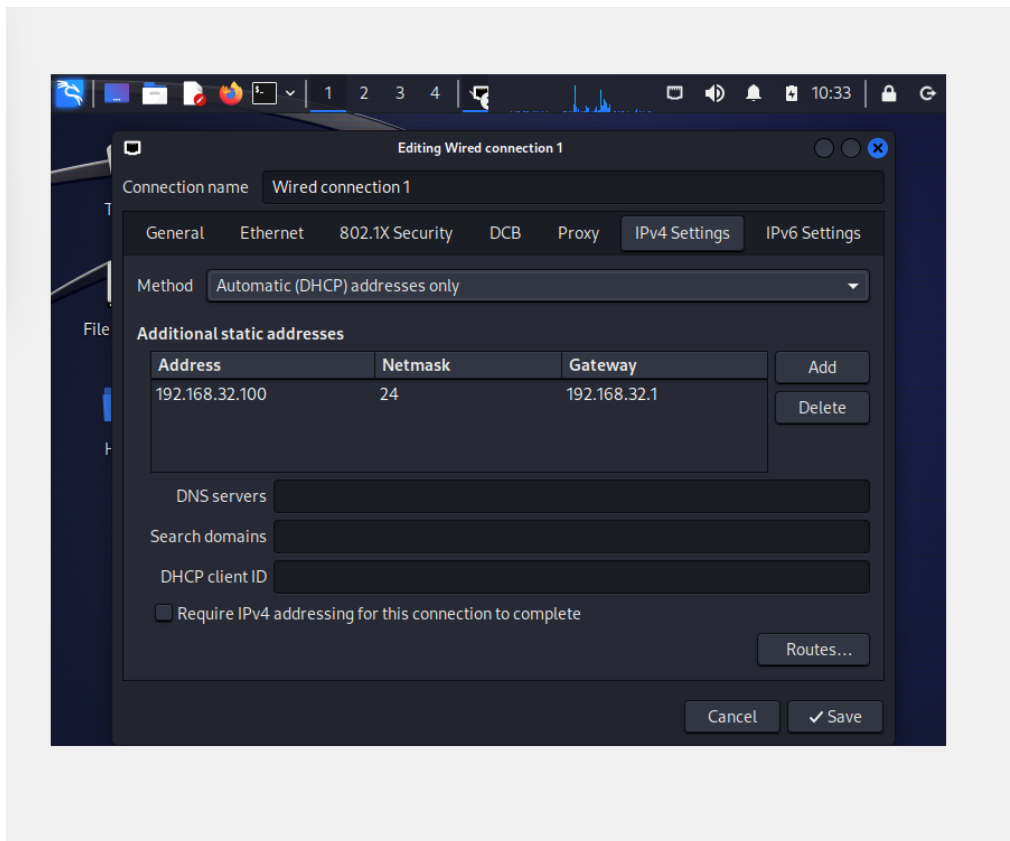 1 2 3 4 10:33
Editing Wired connection 1
Connection name Wired connection 1
General Ethernet 802.1X Security DCB Proxy IPv4 Settings IPv6 Settings
Method Automatic (DHCP) addresses only
File
Additional static addresses
Address Netmask Gateway
192.168.32.100 24 192.168.32.1
Add
Delete
DNS servers
Search domains
DHCP client ID
Require IPv4 addressing for this connection to complete
Routes...
Cancel Save